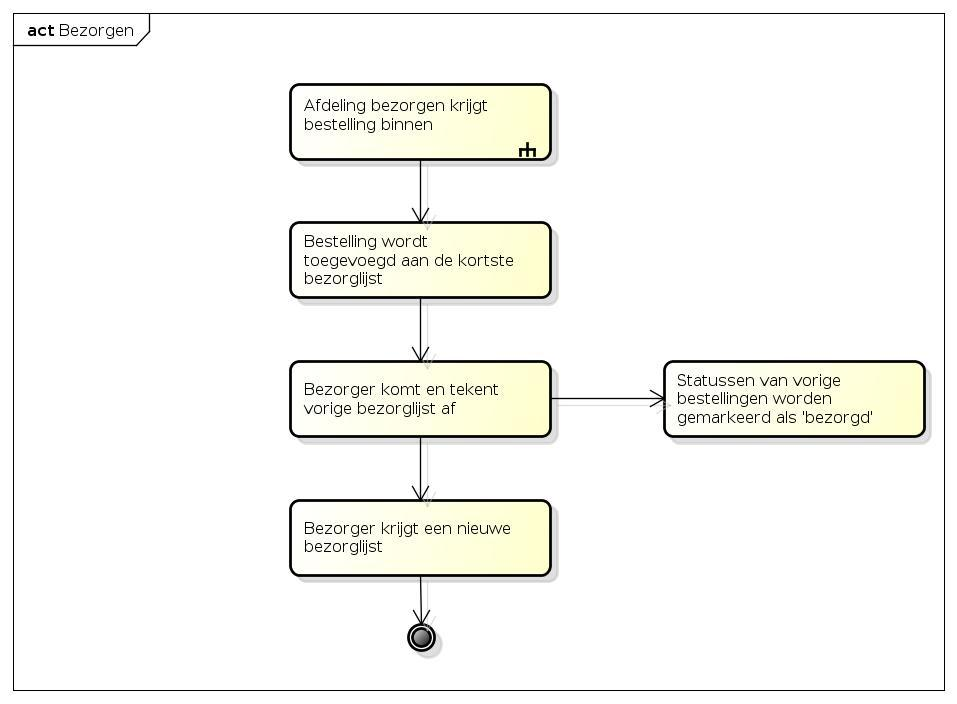 act Bezorgen
Afdeling bezorgen krijgt
bestelling binnen
Bestelling wordt
toegevoegd aan de kortste
bezorglijst
Bezorger komt en tekent
vorige bezorglijst af
Statussen van vorige
bestellingen worden
gemarkeerd als 'bezorgd'
Bezorger krijgt een nieuwe
bezorglijst